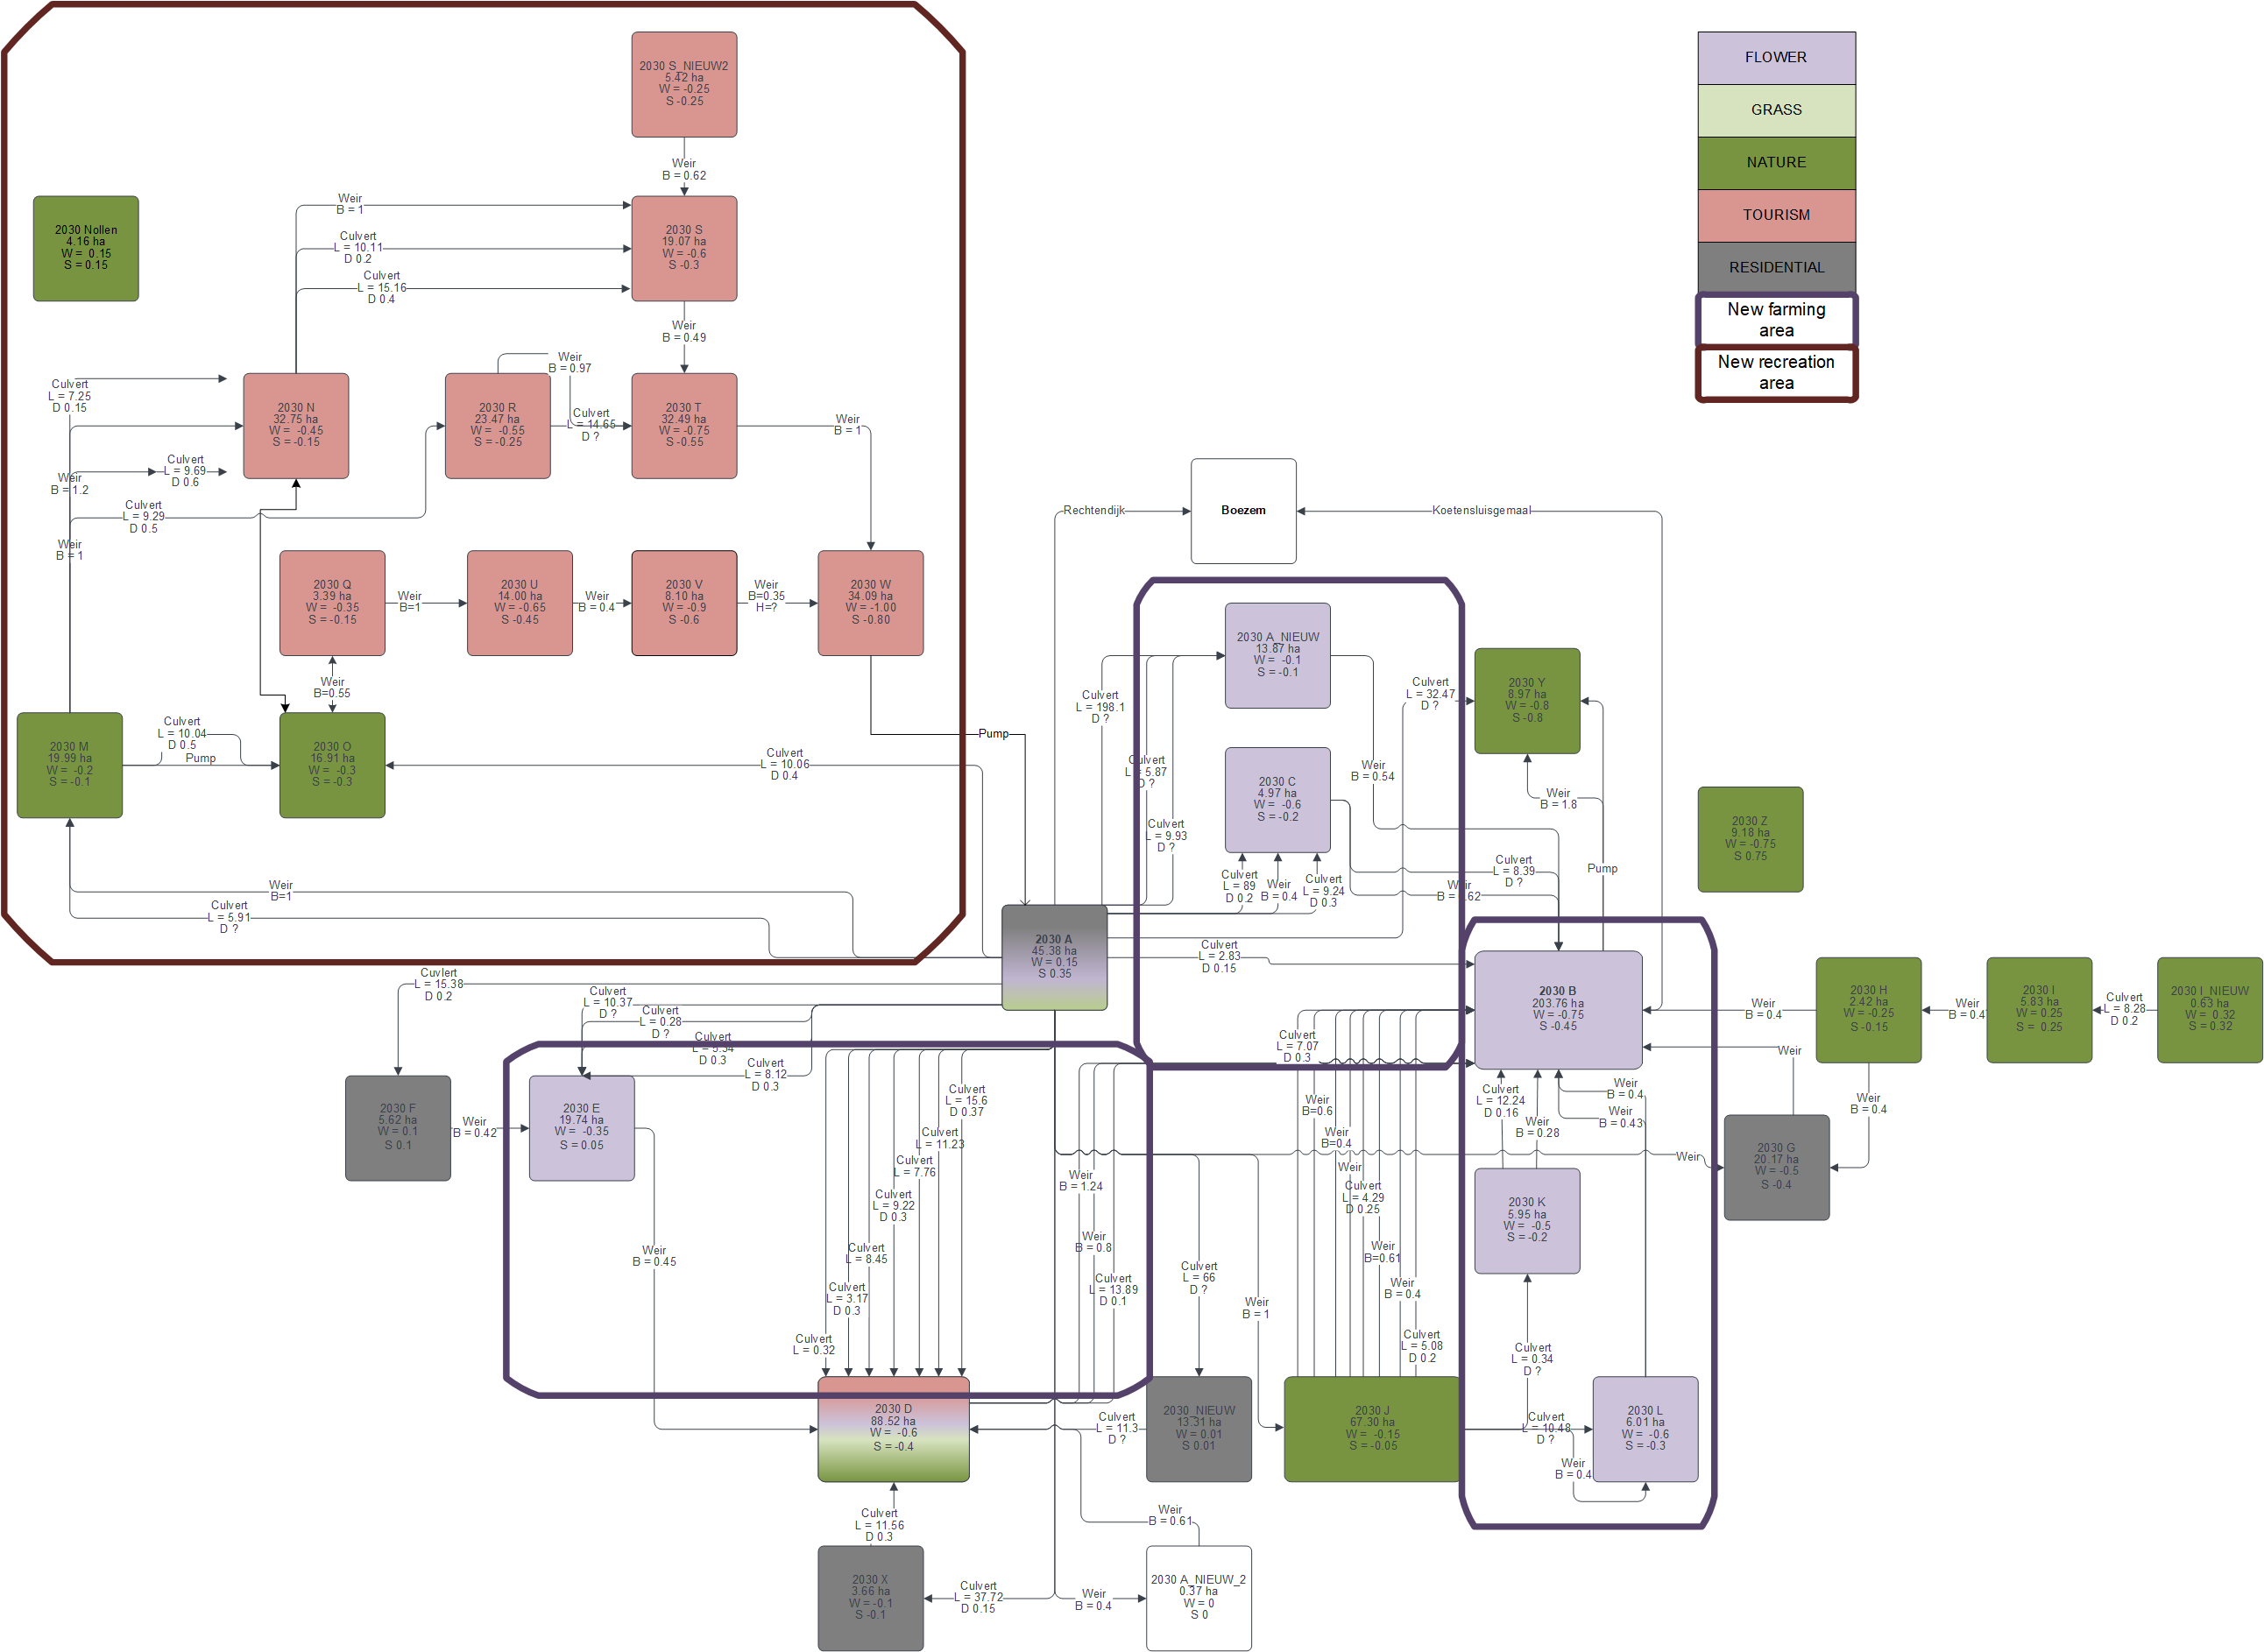 2030 S_NIEUW2
5.42 ha
W = -0.25
S -0.25
Weir
B = 0.62
2030 Nollen
4.16 ha
W = 0.15
S = 0.15
Weir
B = 1
Culvert
L = 10.11
D 0.2
Culvert
L = 15.16
D 0.4
2030 S
19.07 ha
W = -0.6
S -0.3
Weir
B = 0.49
Culvert
L = 7.25
D 0.15
2030 N
32.75 ha
W = -0.45
S = -0.15
2030 R
23.47 ha
W = -0.55
S = -0.25
Weir
B = 0.97
Culvert
L = 14.65
D ?
2030 T
32.49 ha
W = -0.75
S -0.55
Weir
B = 1
Culvert
L = 9.69
D 0.6
Weir
B = 1.2
Culvert
L = 9.29
D 0.5
Weir
B = 1
2030 Q
3.39 ha
W = -0.35
S = -0.15
Weir
B=1
2030 U
14.00 ha
W = -0.65
S -0.45
Weir
B = 0.4
2030 V
8.10 ha
W = -0.9
S -0.6
Weir
B=0.35
H=?
2030 W
34.09 ha
W = -1.00
S -0.80
Weir
B=0.55
2030 M
19.99 ha
W = -0.2
S = -0.1
Culvert
L = 10.04
D 0.5
Pump
2030 O
16.91 ha
W = -0.3
S = -0.3
Culvert
L = 10.06
D 0.4
Pump
Weir
B=1
Culvert
L = 5.91
D ?
FLOWER
GRASS
NATURE
TOURISM
RESIDENTIAL
New farming
area
New recreation
area
Rechtendijk
Boezem
Koetensluisgemaal
2030 A_NIEUW
13.87 ha
W = -0.1
S = -0.1
Culvert
L = 198.1
D ?
Culvert
L = 5.87
D ?
Culvert
L = 9.93
D ?
2030 C
4.97 ha
W = -0.6
S = -0.2
Weir
B = 0.54
Culvert
L = 32.47
D ?
2030 Y
8.97 ha
W = -0.8
S -0.8
Weir
B = 1.8
Pump
2030 Z
9.18 ha
W = -0.75
S 0.75
Culvert
L = 89
D 0.2
Weir
B = 0.4
Culvert
L = 9.24
D 0.3
Culvert
L = 8.39
D ?
Weir
B = .62
2030 A
45.38 ha
W = 0.15
S 0.35
Culvert
L = 2.83
D 0.15
2030 B
203.76 ha
W = -0.75
S -0.45
Weir
B = 0.4
2030 H
2.42 ha
W = -0.25
S -0.15
Weir
B = 0.4
2030 I
5.83 ha
W = 0.25
S = 0.25
Culvert
L = 8.28
D 0.2
2030 I_NIEUW
0.63 ha
W = 0.32
S = 0.32
Cuvlert
L = 15.38
D 0.2
Culvert
L = 10.37
D ?
Culvert
L = 0.28
D ?
Culvert
L = 5.34
D 0.3
Culvert
L = 8.12
D 0.3
Culvert
L = 7.07
D 0.3
Weir
Weir
B = 0.4
2030 F
5.62 ha
W = 0.1
S 0.1
Weir
B = 0.42
2030 E
19.74 ha
W = -0.35
S = 0.05
Culvert
L = 15.6
D 0.37
Culvert
L = 11.23
Culvert
L = 7.76
Culvert
L = 9.22
D 0.3
Culvert
L = 8.45
Culvert
L = 3.17
D 0.3
Culvert
L = 0.32
Weir
B = 0.45
Weir
B = 1.24
Weir
B = 0.8
Culvert
L = 13.89
D 0.1
Culvert
L = 66
D ?
Weir
B = 1
Weir
B=0.6
Weir
B=0.4
Weir
Culvert
L = 4.29
D 0.25
Weir
B=0.61
Weir
B = 0.4
Culvert
L = 5.08
D 0.2
Culvert
L = 12.24
D 0.16
Weir
B = 0.28
Weir
B = 0.4
Weir
B = 0.43
Weir
2030 G
20.17 ha
W = -0.5
S -0.4
2030 K
5.95 ha
W = -0.5
S = -0.2
Culvert
L = 0.34
D ?
2030 D
88.52 ha
W = -0.6
S = -0.4
Culvert
L = 11.3
D ?
2030_NIEUW
13.31 ha
W = 0.01
S 0.01
2030 J
67.30 ha
W = -0.15
S = -0.05
Culvert
L = 10.48
D ?
Weir
B = 0.4
2030 L
6.01 ha
W = -0.6
S = -0.3
Culvert
L = 11.56
D 0.3
Weir
B = 0.61
2030 X
3.66 ha
W = -0.1
S -0.1
Culvert
L = 37.72
D 0.15
Weir
B = 0.4
2030 A_NIEUW_2
0.37 ha
W = 0
S 0